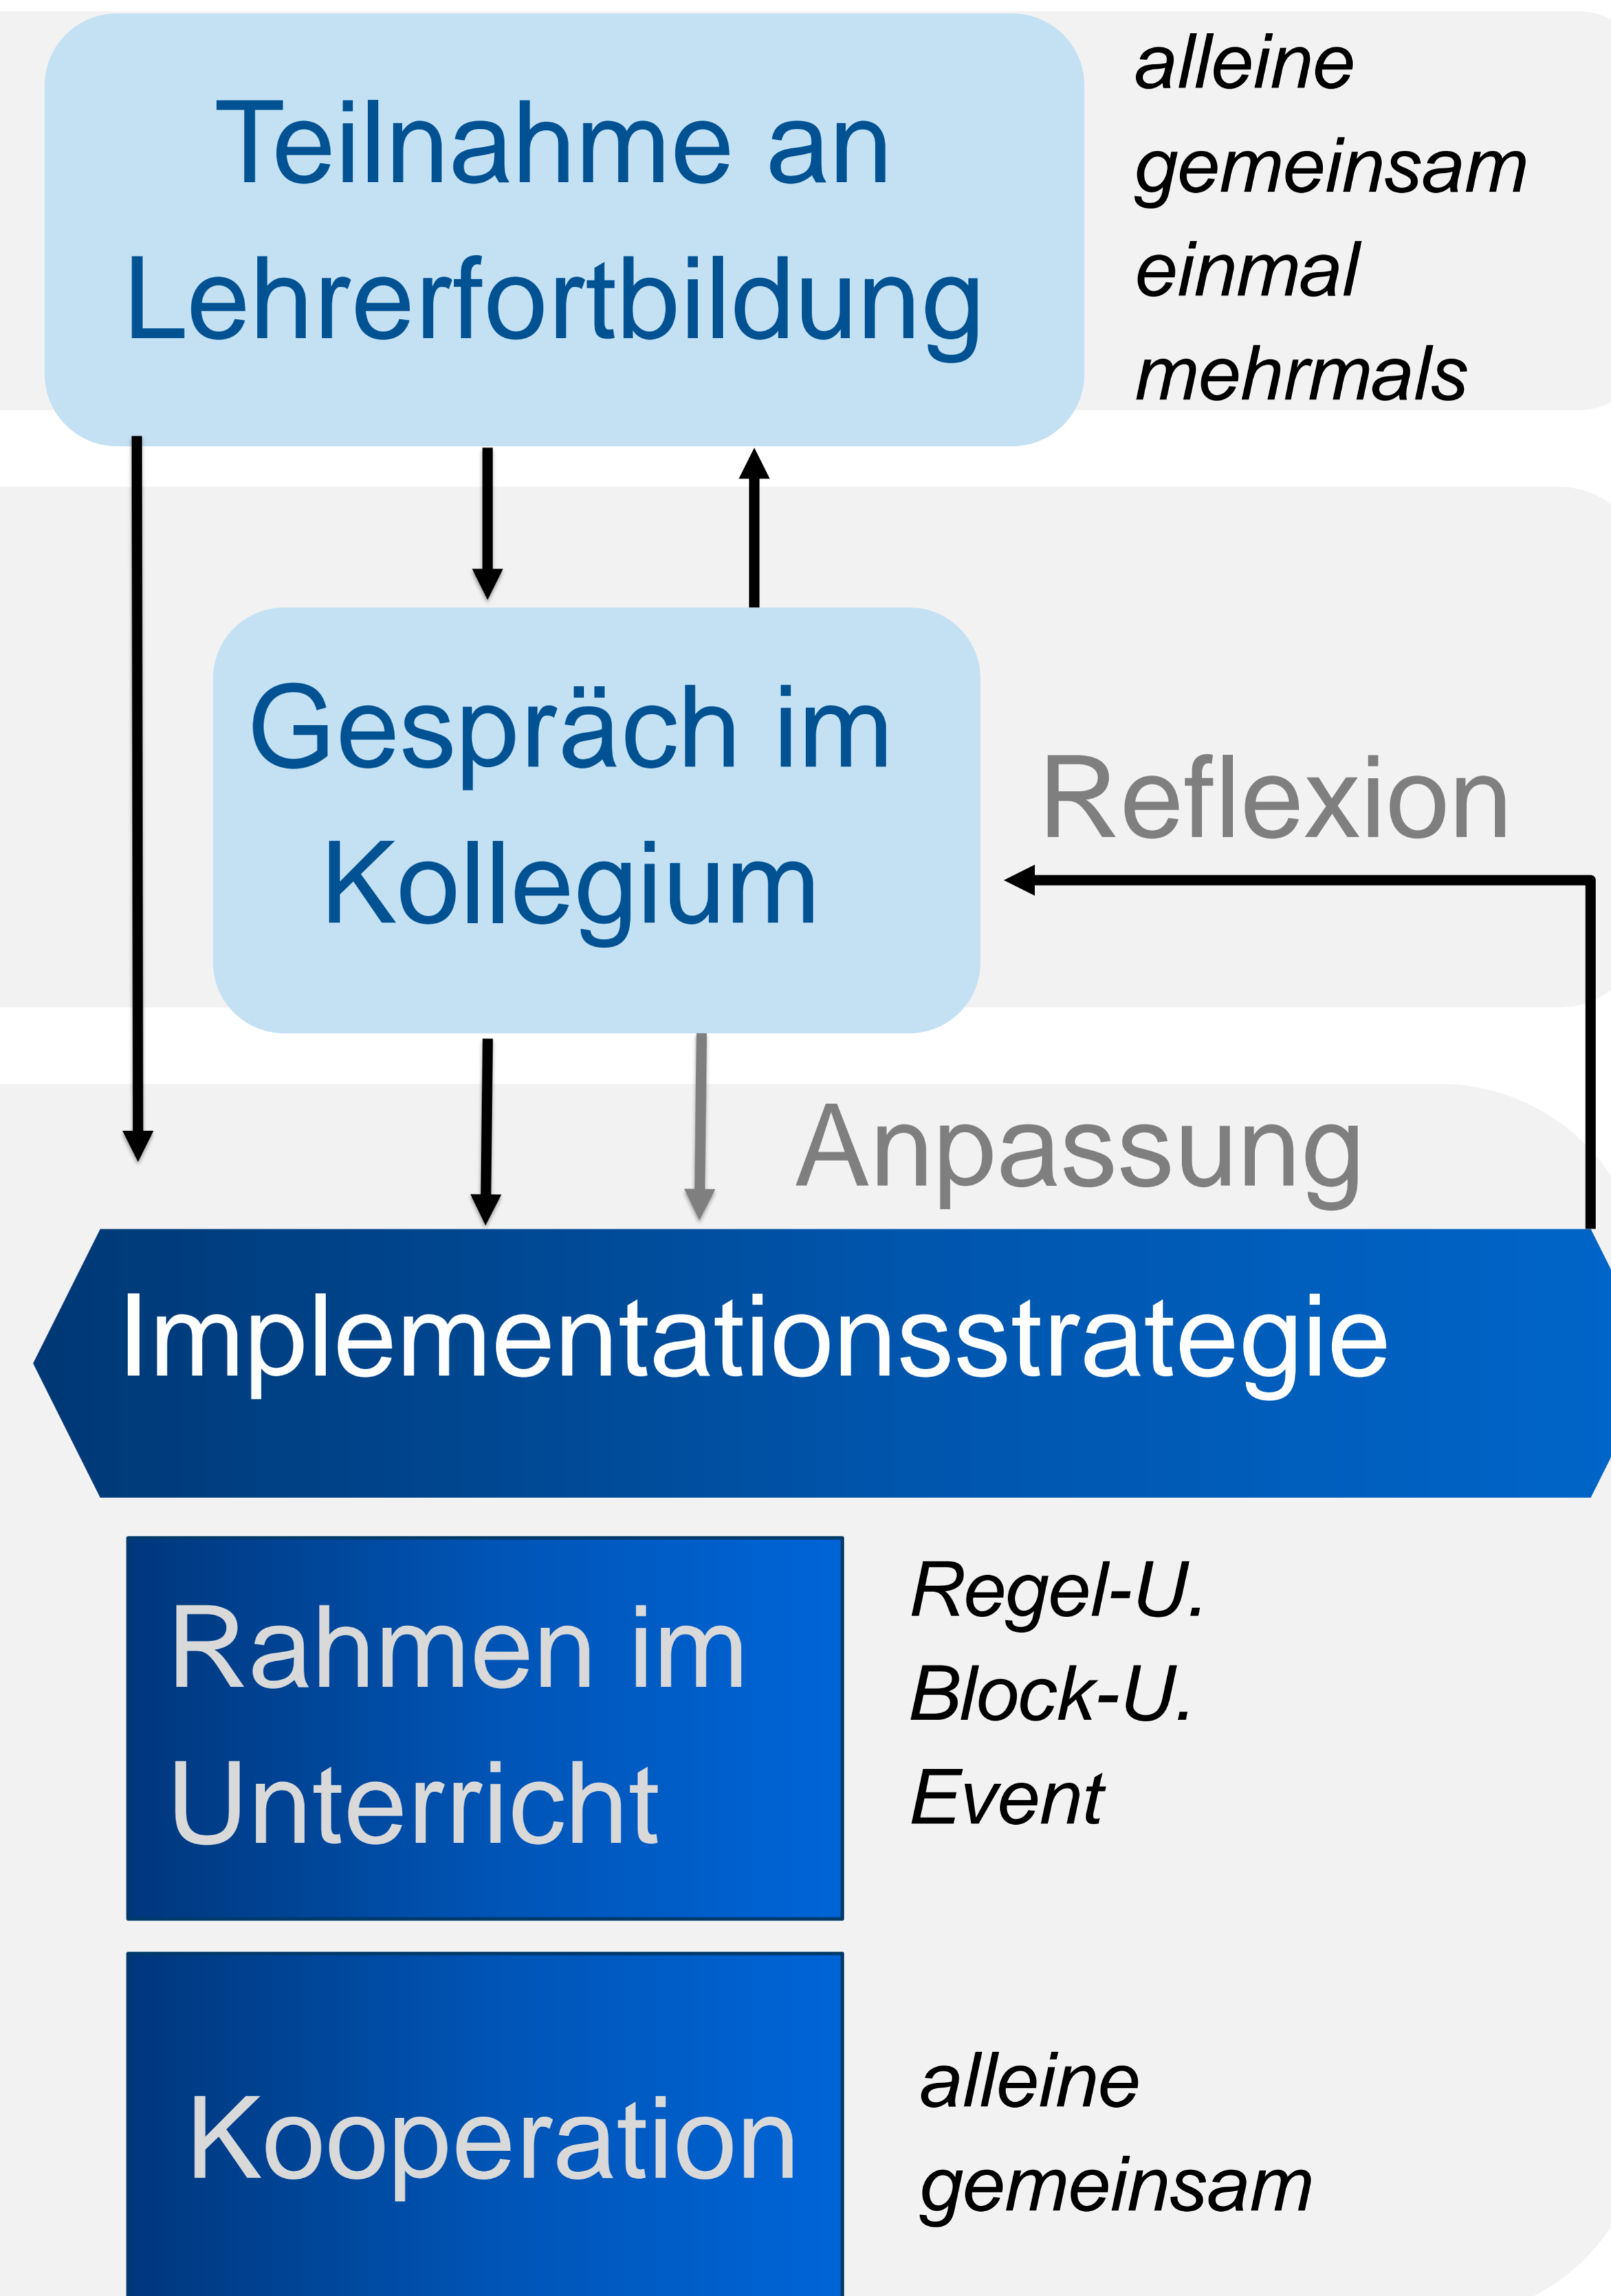 Teilnahme an
Lehrerfortbildung
alleine
gemeinsam
einmal
mehrmals
Gespräch im
Kollegium
Reflexion
Anpassung
Implementationsstrategie
Rahmen im
Unterricht
Regel-U.
Block-U.
Event
Kooperation
alleine
gemeinsam